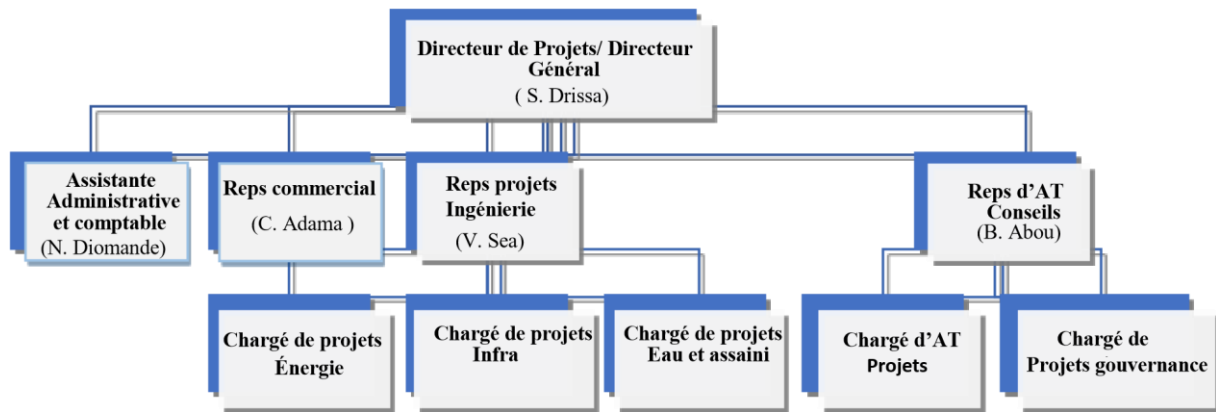 Directeur de Projets/ Directeur
Général
( S. Drissa)
Assistante
Administrative
et comptable
(N. Diomande)
Reps commercial
(C. Adama )
Reps projets
Ingénierie
(V. Sea)
Reps d’AT
Conseils
(B. Abou)
Chargé de projets
Énergie
Chargé de projets
Infra
Chargé de projets
Eau et assaini
Chargé d’AT
Projets
Chargé de
Projets gouvernance